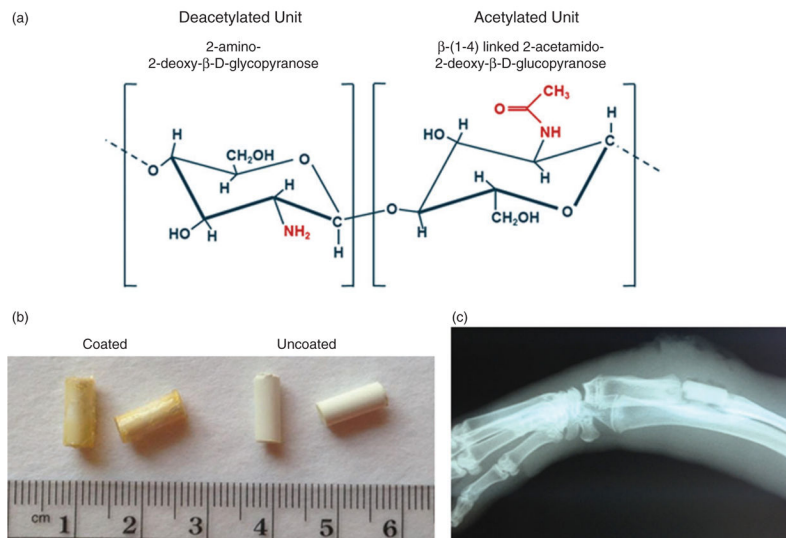 (a)
Deacetylated Unit
2-amino-
2-deoxy-β-D-glycopyranose
Acetylated Unit
β-(1-4) linked 2-acetamido-
2-deoxy-β-D-glucopyranose
H
CH₂OH
O
O
H
H
HO
H
NH₂
C
H
O
O
CH₃
NH
H
HO
H
C
H
H
CH₂OH
O
H
(b)
Coated
Uncoated
cm 1 2 3 4 5 6
(c)